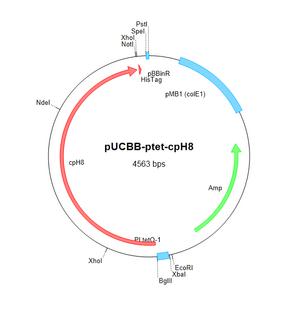 PstI
SpeI
XhoI
NotI
pBBinR
HisTag
pMB1 (colE1)
NdeI
pUCBB-ptet-cpH8
4563 bps
cpH8
Amp
PLtetO-1
XhoI
EcoRI
XbaI
BglII